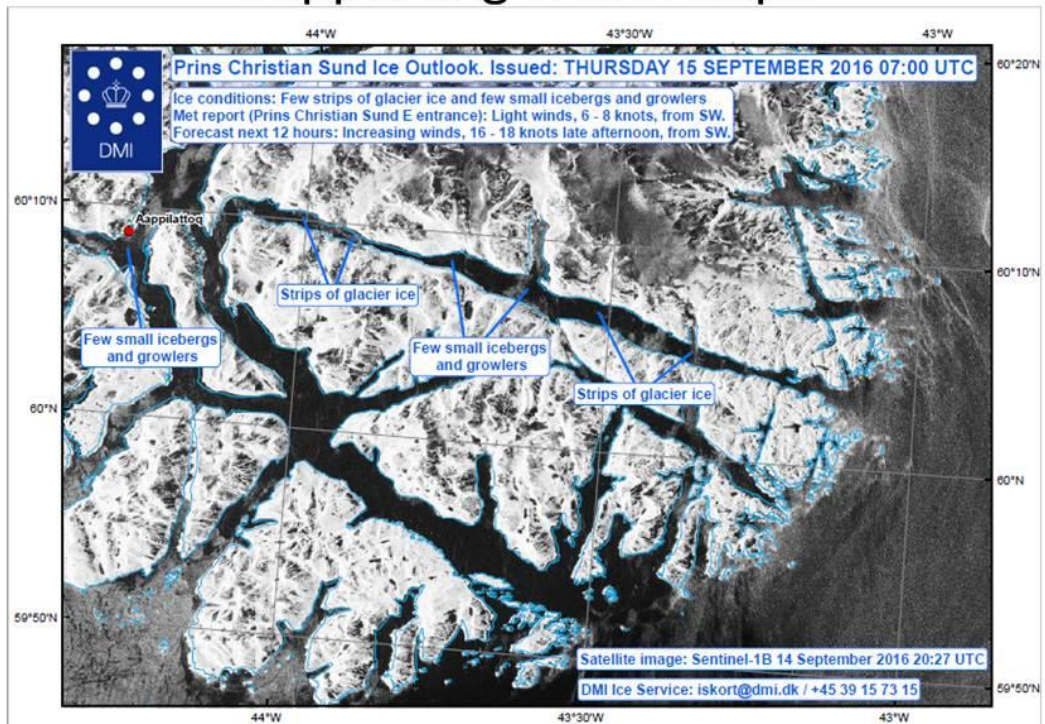 44°W
43°30'W
43°W
Prins Christian Sund Ice Outlook. Issued: THURSDAY 15 SEPTEMBER 2016 07:00 UTC
60°20'N
Ice conditions: Few strips of glacier ice and few small icebergs and growlers
Met report (Prins Christian Sund E entrance): Light winds, 6 - 8 knots, from SW.
Forecast next 12 hours: Increasing winds, 16 - 18 knots late afternoon, from SW.
DMI
60°10'N
Aappilattoq
60°10'N
Strips of glacier ice
Few small icebergs
and growlers
Few small icebergs
and growlers
Strips of glacier ice
60°N
60°N
59°50'N
Satellite image: Sentinel-1B 14 September 2016 20:27 UTC
DMI Ice Service: iskort@dmi.dk / +45 39 15 73 15
59°50'N
44°W
43°30'W
43°W